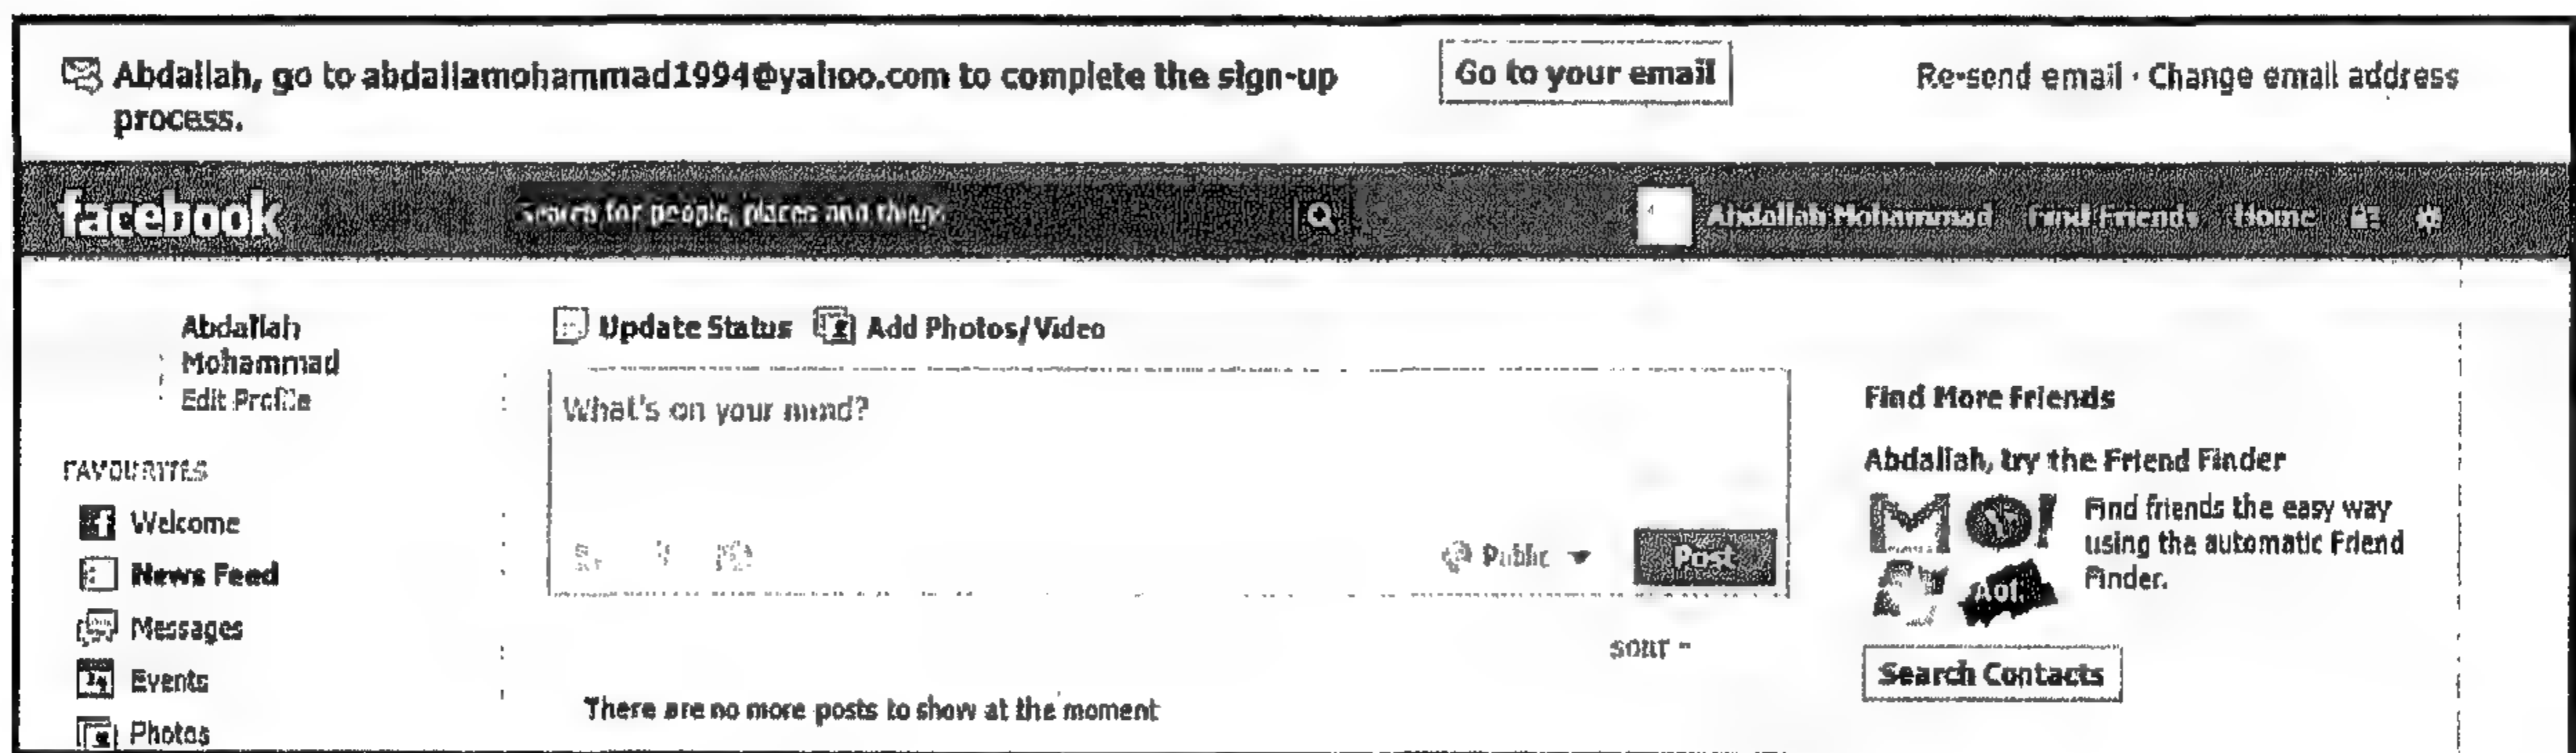 Abdallah, go to abdallamohammad1994@yahoo.com to complete the sign-up
process.
Go to your email
Re-send email · Change email address
facebook
Search for people, places and things
Abdallah Mohammad Find Friends Home
Abdallah
Mohammad
Edit Profile
FAVOURITES
Welcome
News Feed
Messages
Events
Photos
Update Status Add Photos/Video
What's on your mind?
Public
Post
SORT
There are no more posts to show at the moment
Find More Friends
Abdallah, try the Friend Finder
Find friends the easy way
using the automatic Friend
Finder.
Aol.
Search Contacts